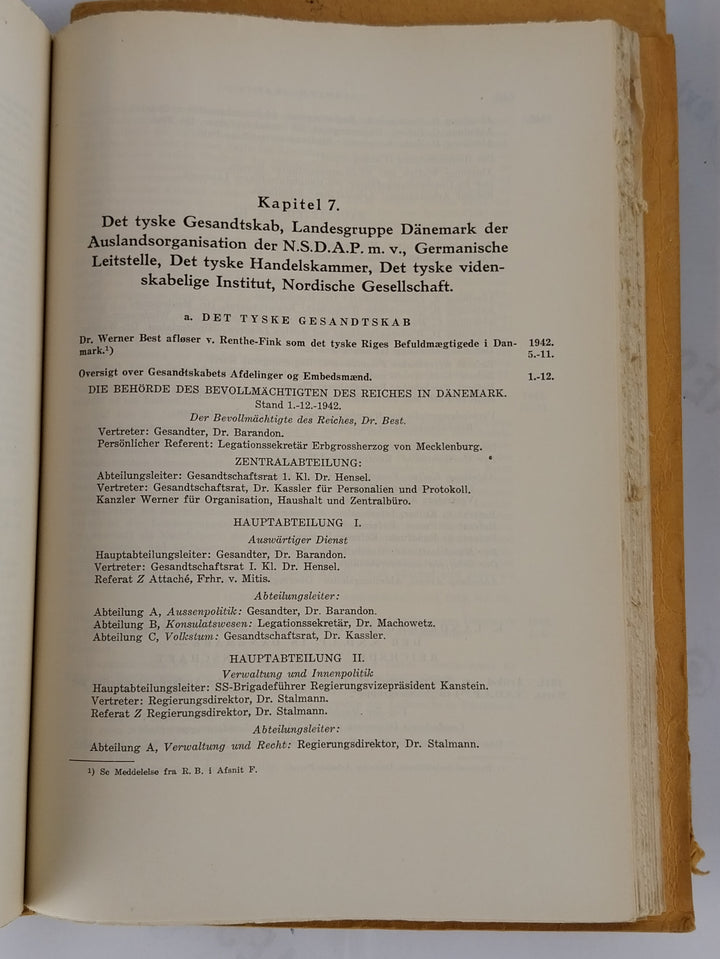 Kapitel 7.
Det tyske Gesandtskab, Landesgruppe Dänemark der
Auslandsorganisation der N.S.D.A.P. m. v., Germanische
Leitstelle, Det tyske Handelskammer, Det tyske viden-
skabelige Institut, Nordische Gesellschaft.
a. DET TYSKE GESANDTSKAB
Dr. Werner Best afløser v. Renthe-Fink som det tyske Riges Befuldmægtigede i Dan- 1942.
mark.¹) 5.-11.
Oversigt over Gesandtskabets Afdelinger og Embedsmænd. 1.-12.
DIE BEHÖRDE DES BEVOLLMÄCHTIGTEN DES REICHES IN DÄNEMARK.
Stand 1.-12.-1942.
Der Bevollmächtigte des Reiches, Dr. Best.
Vertreter: Gesandter, Dr. Barandon.
Persönlicher Referent: Legationssekretär Erbgrossherzog von Mecklenburg.
ZENTRALABTEILUNG:
Abteilungsleiter: Gesandtschaftsrat 1. Kl. Dr. Hensel.
Vertreter: Gesandtschaftsrat, Dr. Kassler für Personalien und Protokoll.
Kanzler Werner für Organisation, Haushalt und Zentralbüro.
HAUPTABTEILUNG I.
Auswärtiger Dienst
Hauptabteilungsleiter: Gesandter, Dr. Barandon.
Vertreter: Gesandtschaftsrat I. Kl. Dr. Hensel.
Referat Z Attaché, Frhr. v. Mitis.
Abteilungsleiter:
Abteilung A, Aussenpolitik: Gesandter, Dr. Barandon.
Abteilung B, Konsulatswesen: Legationssekretär, Dr. Machowetz.
Abteilung C, Volkstum: Gesandtschaftsrat, Dr. Kassler.
HAUPTABTEILUNG II.
Verwaltung und Innenpolitik
Hauptabteilungsleiter: SS-Brigadeführer Regierungsvizepräsident Kanstein.
Vertreter: Regierungsdirektor, Dr. Stalmann.
Referat Z Regierungsdirektor, Dr. Stalmann.
Abteilungsleiter:
Abteilung A, Verwaltung und Recht: Regierungsdirektor, Dr. Stalmann.
¹) Se Meddelelse fra R. B. i Afsnit F.